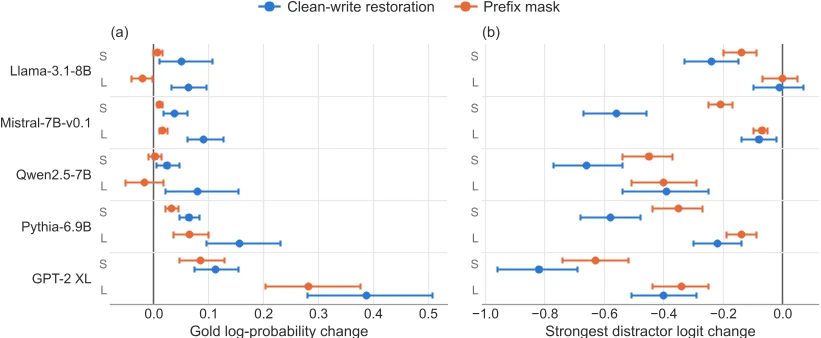 Clean-write restoration Prefix mask
(a) (b)
Llama-3.1-8B
S
L
S
L
Mistral-7B-v0.1
S
L
S
L
Qwen2.5-7B
S
L
S
L
Pythia-6.9B
S
L
S
L
GPT-2 XL
S
L
S
L
0.0 0.1 0.2 0.3 0.4 0.5
Gold log-probability change
−1.0 −0.8 −0.6 −0.4 −0.2 0.0
Strongest distractor logit change